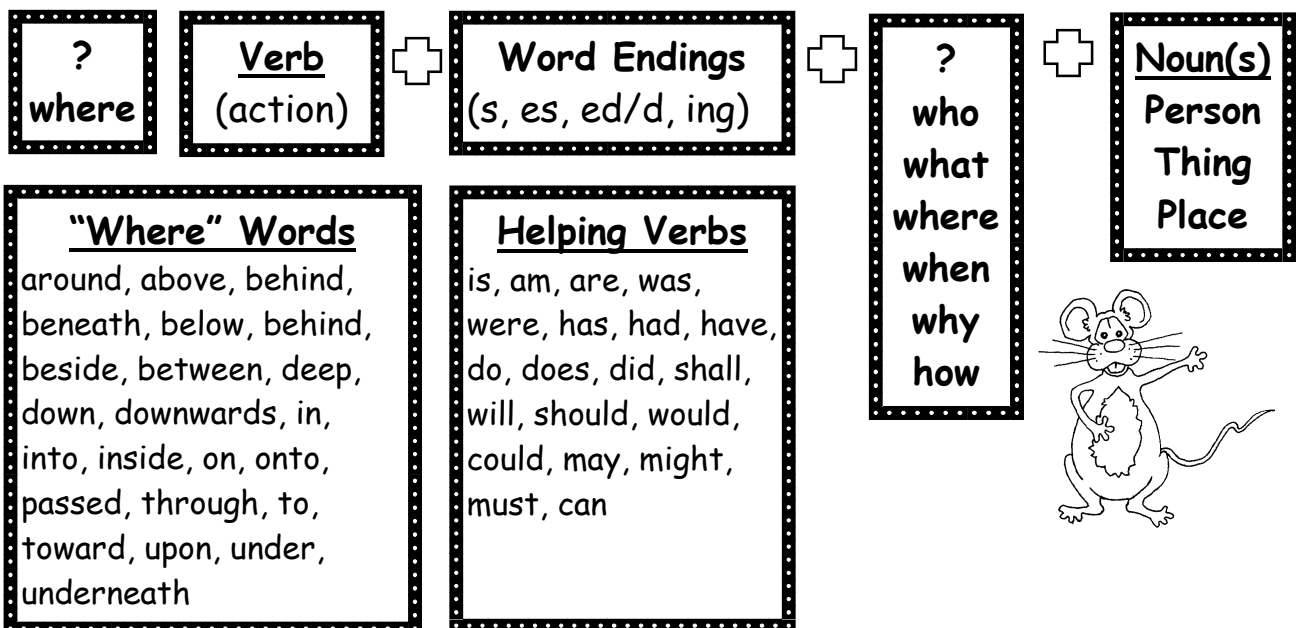 ?
where
Verb
(action)
Word Endings
(s, es, ed/d, ing)
?
who
what
where
when
why
how
Noun(s)
Person
Thing
Place
“Where” Words
around, above, behind,
beneath, below, behind,
beside, between, deep,
down, downwards, in,
into, inside, on, onto,
passed, through, to,
toward, upon, under,
underneath
Helping Verbs
is, am, are, was,
were, has, had, have,
do, does, did, shall,
will, should, would,
could, may, might,
must, can